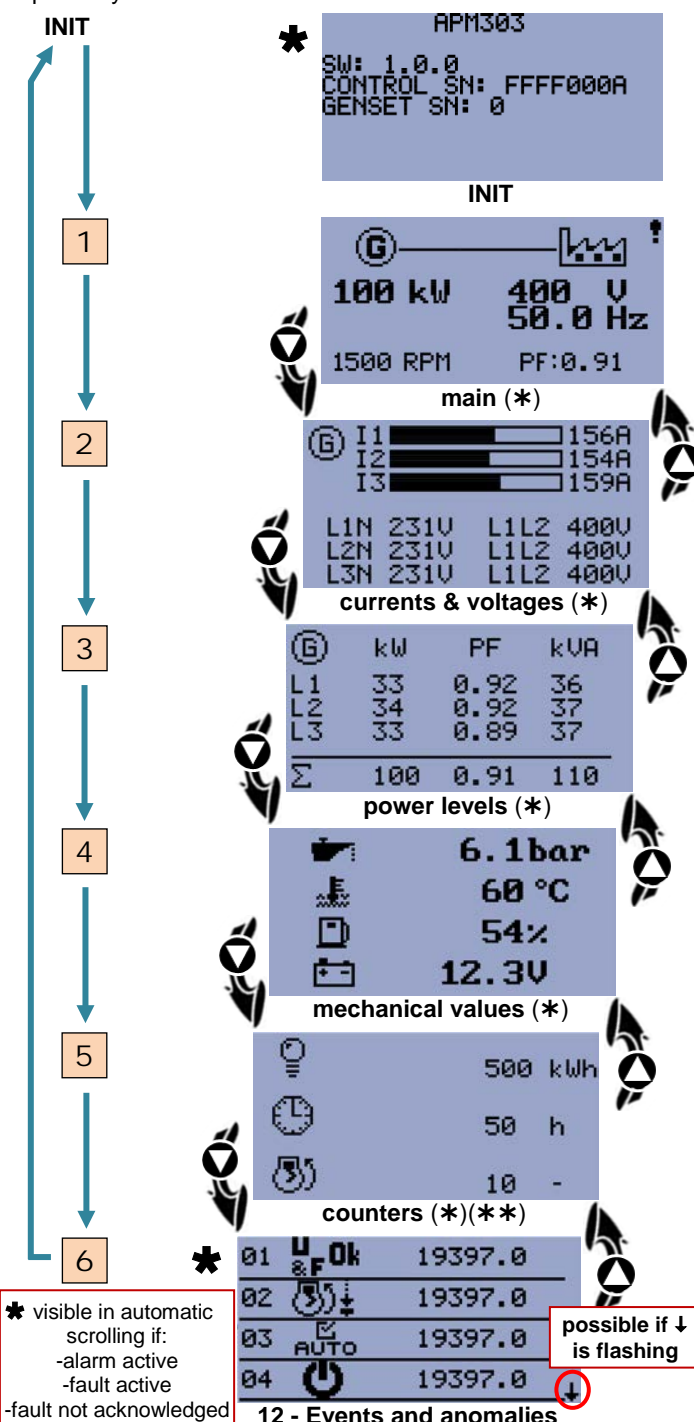 INIT
APM303
SW: 1.0.0
CONTROL SN: FFFF000A
GENSET SN: 0
INIT
1
G
100 kW 400 V
50.0 Hz
1500 RPM PF:0.91
main (*)
2
G I1 156A
I2 154A
I3 159A
L1N 231V L1L2 400V
L2N 231V L1L2 400V
L3N 231V L1L2 400V
currents & voltages (*)
3
G kW PF kVA
L1 33 0.92 36
L2 34 0.92 37
L3 33 0.89 37
Σ 100 0.91 110
power levels (*)
4
6.1bar
60 °C
54%
12.3V
mechanical values (*)
5
500 kWh
50 h
10 -
counters (*)(**)
6
01 U&F Ok 19397.0
02 19397.0
03 AUTO 19397.0
04 19397.0
* visible in automatic
scrolling if:
-alarm active
-fault active
-fault not acknowledged
possible if ↓
is flashing
12 - Events and anomalies